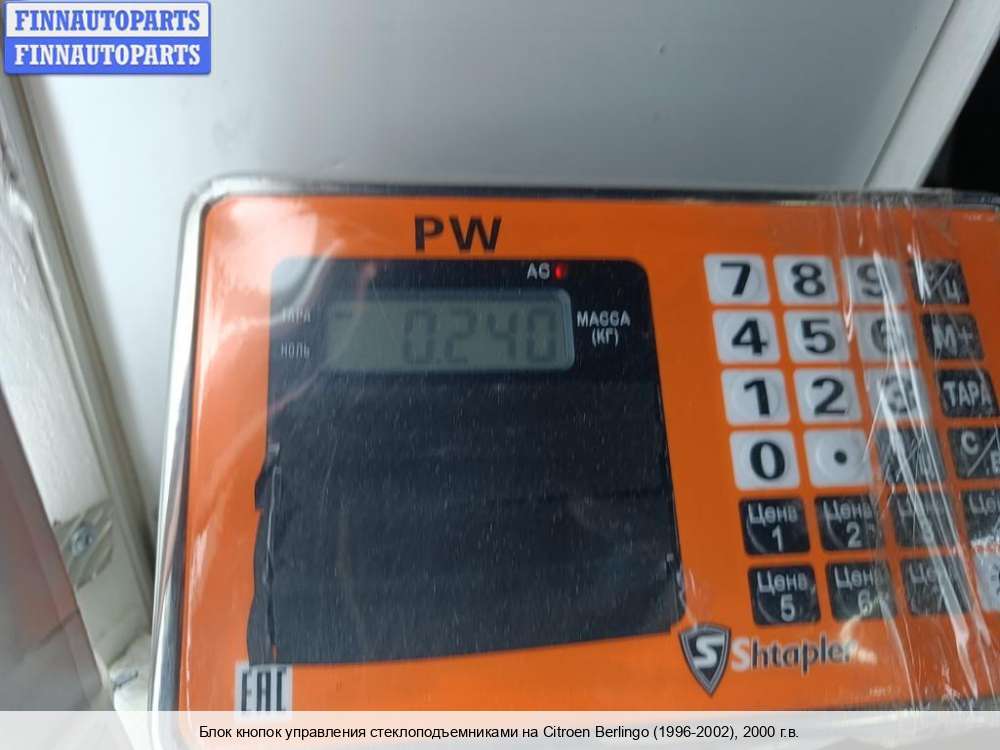 FINNAUTOPARTS
FINNAUTOPARTS
PW
AC
ТАРА
НОЛЬ
0.240
МАССА
(КГ)
7 8 9
4 5 6 М+
1 2 3 ТАРА
0 .
Цена 1
Цена 2
Цена 5
Цена 6
Shtapler
EAC
Блок кнопок управления стеклоподъемниками на Citroen Berlingo (1996-2002), 2000 г.в.